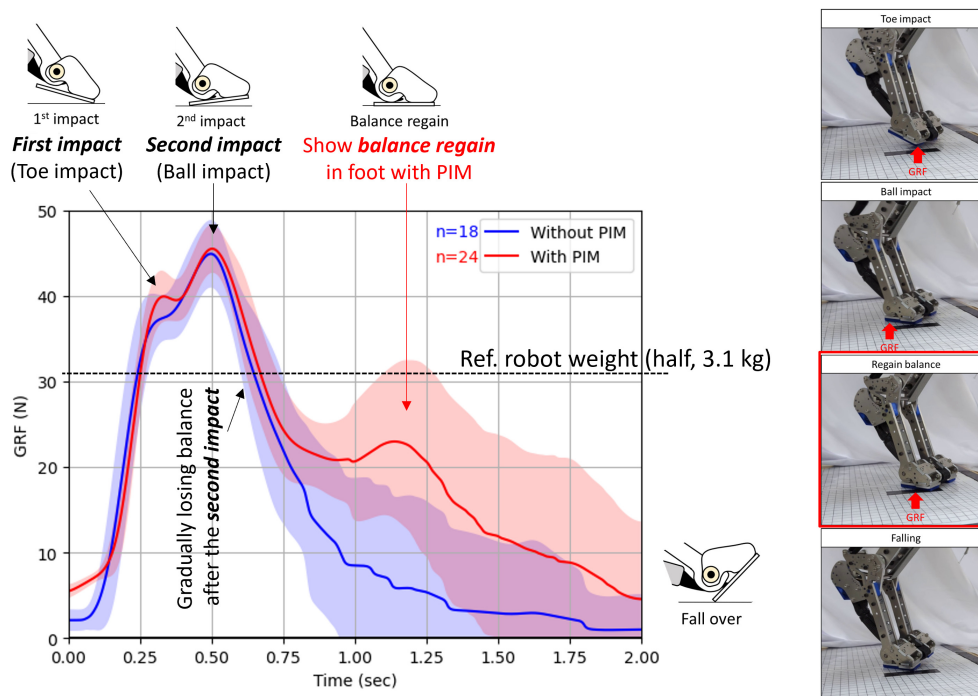 1st impact
2nd impact
Balance regain
First impact
(Toe impact)
Second impact
(Ball impact)
Show balance regain
in foot with PIM
n=18
Without PIM
n=24
With PIM
Ref. robot weight (half, 3.1 kg)
Gradually losing balance
after the second impact
GRF (N)
50
40
30
20
10
0
0.00
0.25
0.50
0.75
1.00
1.25
1.50
1.75
2.00
Time (sec)
Fall over
Toe impact
GRF
Ball impact
GRF
Regain balance
GRF
Falling